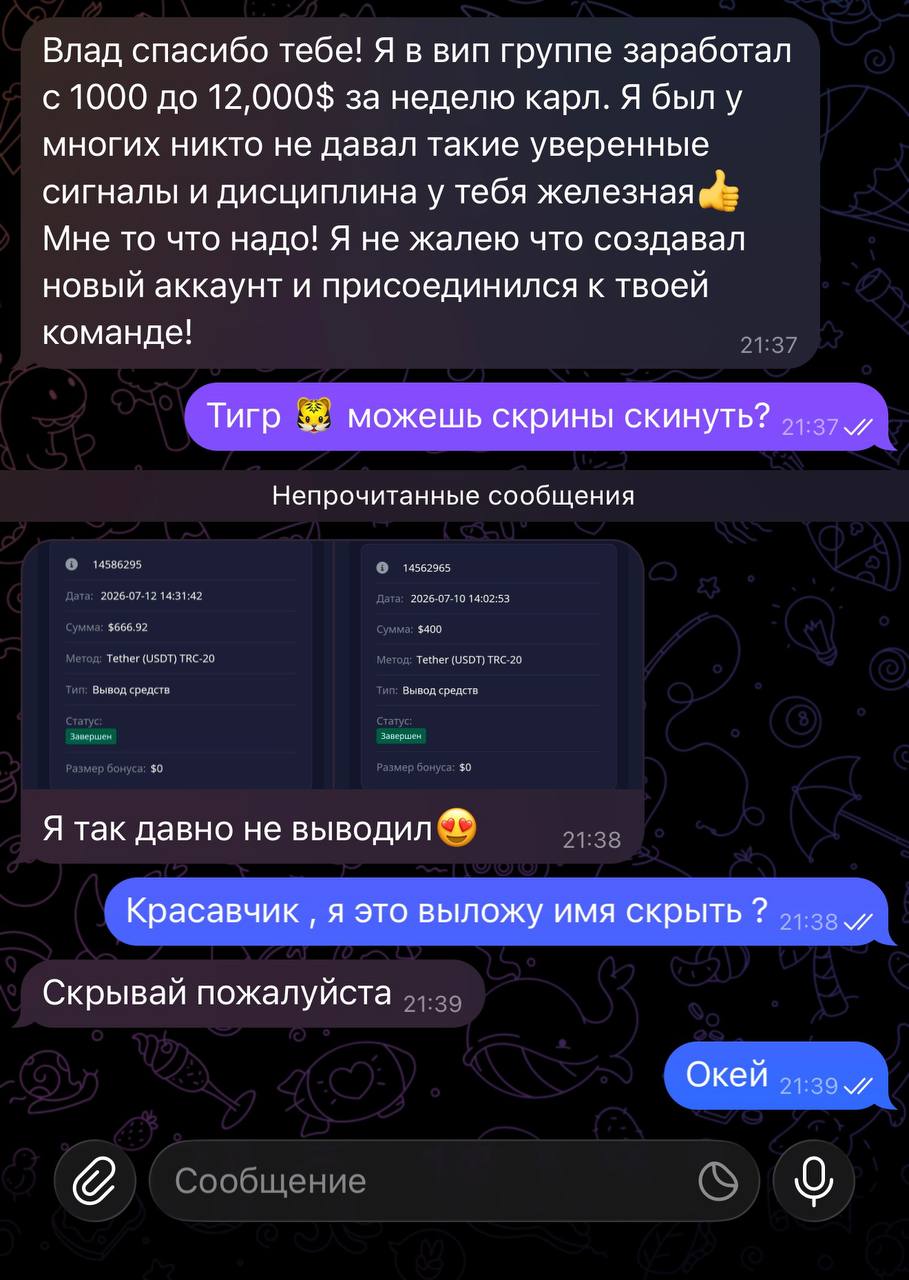 Влад спасибо тебе! Я в вип группе заработал
с 1000 до 12,000$ за неделю карл. Я был у
многих никто не давал такие уверенные
сигналы и дисциплина у тебя железная👍
Мне то что надо! Я не жалею что создавал
новый аккаунт и присоединился к твоей
команде!
21:37
Тигр 🐯 можешь скрины скинуть? 21:37
Непрочитанные сообщения
14586295
Дата: 2026-07-12 14:31:42
Сумма: $666.92
Метод: Tether (USDT) TRC-20
Тип: Вывод средств
Статус:
Завершен
Размер бонуса: $0
14562965
Дата: 2026-07-10 14:02:53
Сумма: $400
Метод: Tether (USDT) TRC-20
Тип: Вывод средств
Статус:
Завершен
Размер бонуса: $0
Я так давно не выводил😍 21:38
Красавчик , я это выложу имя скрыть ? 21:38
Скрывай пожалуйста 21:39
Окей 21:39
Сообщение